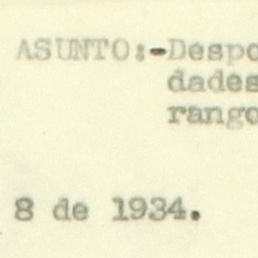 ASUNTO:-Despo
dades
rango
8 de 1934.